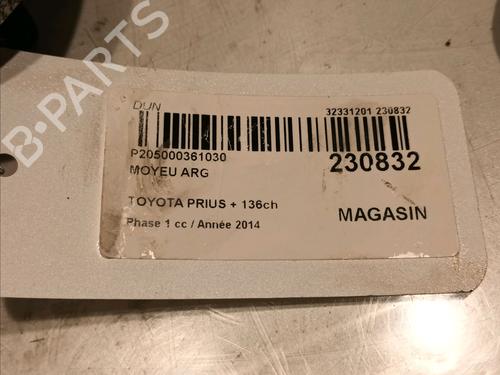 DUN
32331201 230832
P205000361030
230832
MOYEU ARG
TOYOTA PRIUS + 136ch
MAGASIN
Phase 1 cc / Année 2014
B-PARTS